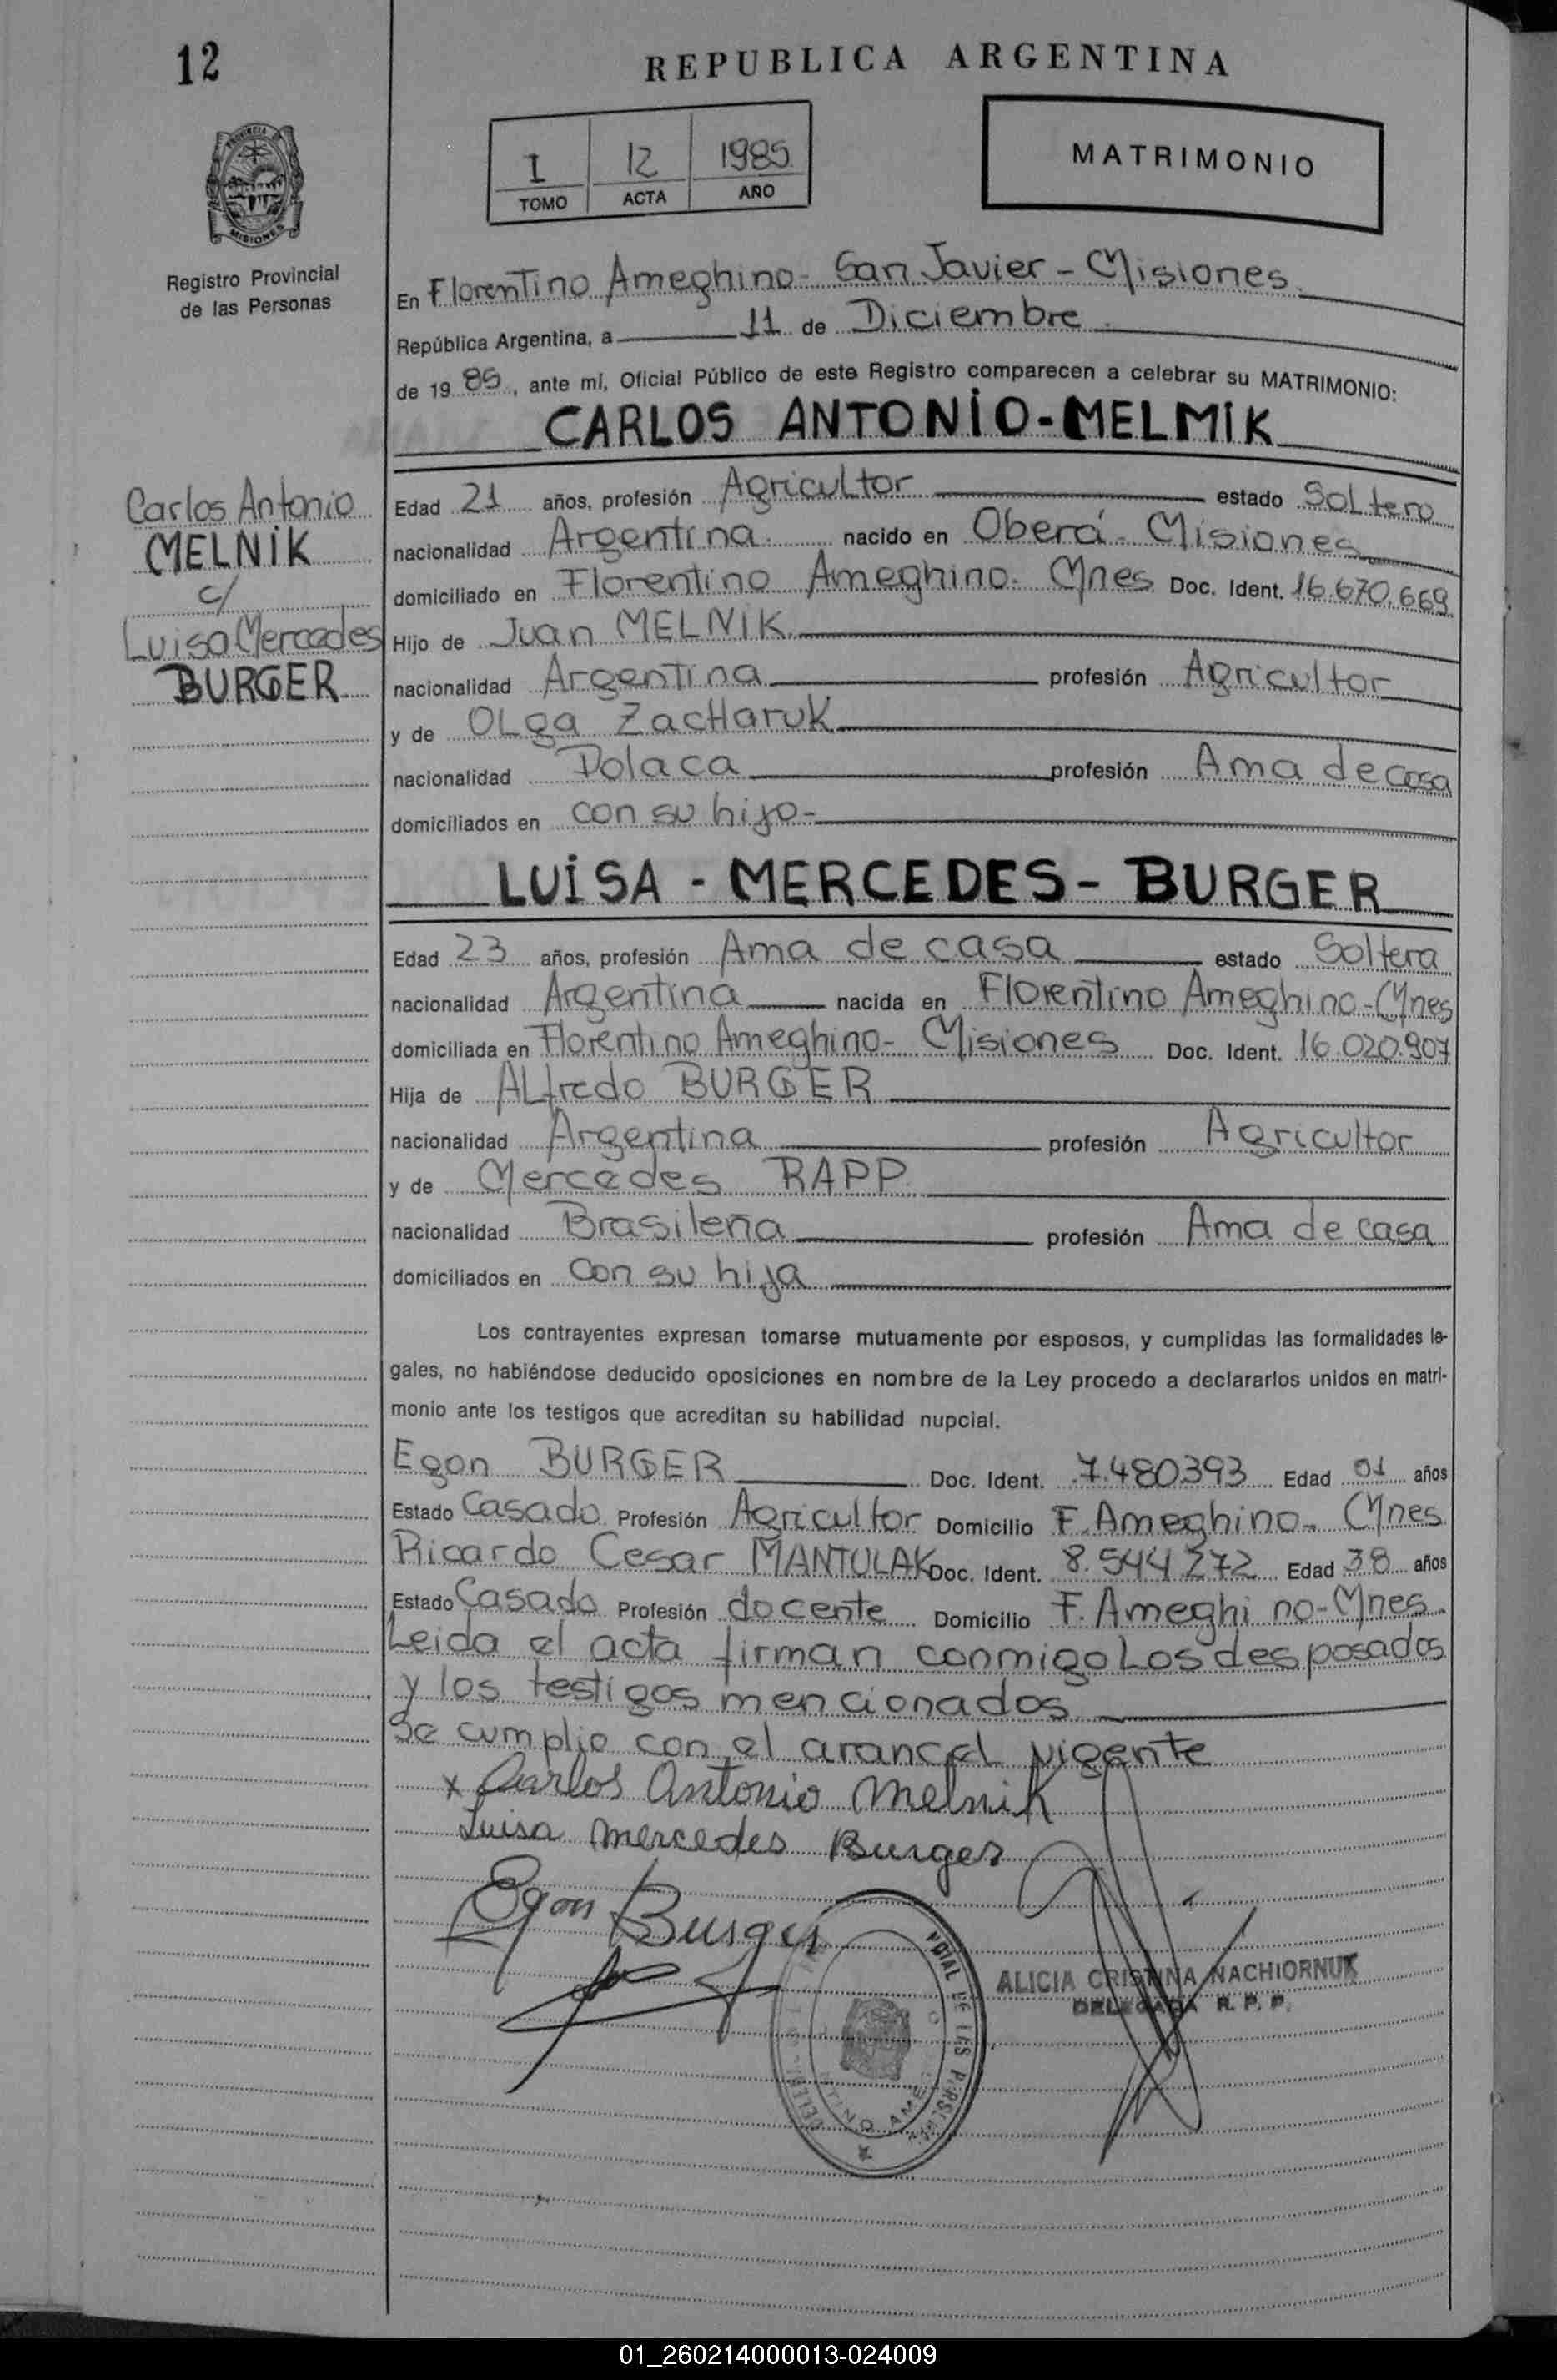 12
REPUBLICA ARGENTINA
I 12 1985
TOMO ACTA AÑO
MATRIMONIO
PROVINCIA DE
MISIONES
Registro Provincial
de las Personas
En Florentino Ameghino - San Javier - Misiones
República Argentina, a 11 de Diciembre
de 1985, ante mí, Oficial Público de este Registro comparecen a celebrar su MATRIMONIO:
CARLOS ANTONIO - MELMIK
Carlos Antonio
MELNIK
c/
Luisa Mercedes
BURGER
Edad 21 años, profesión Agricultor estado Soltero
nacionalidad Argentina nacido en Oberá - Misiones
domiciliado en Florentino Ameghino. Mnes Doc. Ident. 16.670.669
Hijo de Juan MELNIK
nacionalidad Argentina profesión Agricultor
y de Olga Zacharuk
nacionalidad Polaca profesión Ama de casa
domiciliados en con su hijo -
LUISA - MERCEDES - BURGER
Edad 23 años, profesión Ama de casa estado Soltera
nacionalidad Argentina nacida en Florentino Ameghino - Mnes
domiciliada en Florentino Ameghino - Misiones Doc. Ident. 16.020.907
Hija de Alfredo BURGER
nacionalidad Argentina profesión Agricultor
y de Mercedes RAPP
nacionalidad Brasileña profesión Ama de casa
domiciliados en con su hija
Los contrayentes expresan tomarse mutuamente por esposos, y cumplidas las formalidades le-
gales, no habiéndose deducido oposiciones en nombre de la Ley procedo a declararlos unidos en matri-
monio ante los testigos que acreditan su habilidad nupcial.
Egon BURGER Doc. Ident. 7.480.393 Edad años
Estado Casado Profesión Agricultor Domicilio F. Ameghino - Mnes
Ricardo Cesar MANTULAK Doc. Ident. 8.544.272 Edad 38 años
Estado Casado Profesión docente Domicilio F. Ameghino - Mnes.
Leida el acta firman conmigo Los desposados
y los testigos mencionados
Se cumplio con el arancel vigente
x Carlos Antonio Melnik
Luisa Mercedes Burger
Egon Burger
ALICIA CRISTINA NACHIORNUK
DELEGADA R. P. P.
01_260214000013-024009